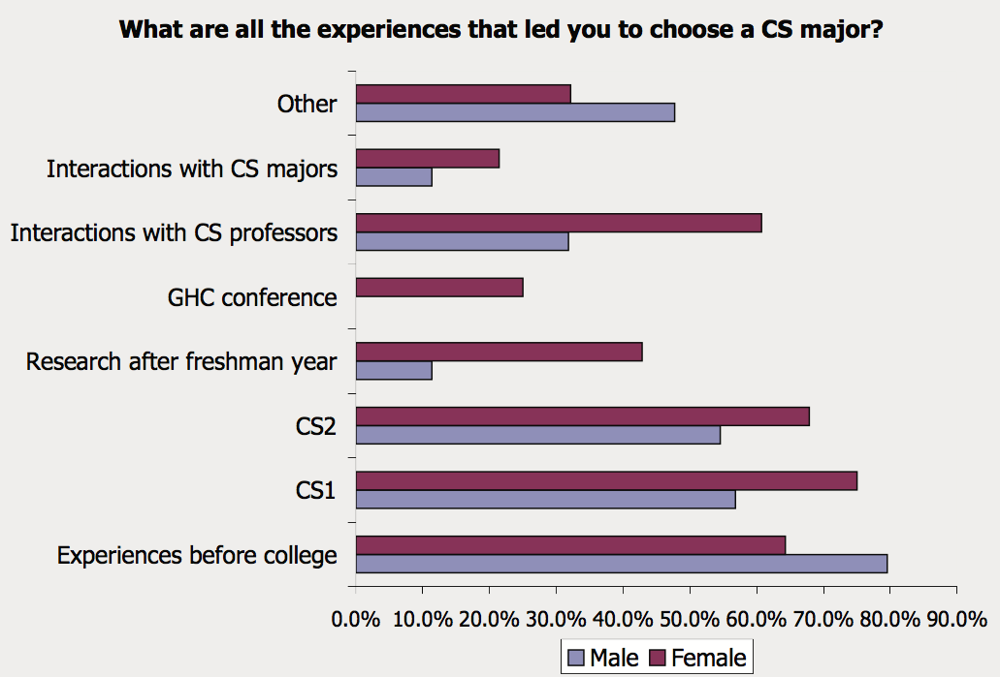 What are all the experiences that led you to choose a CS major?
Other
Interactions with CS majors
Interactions with CS professors
GHC conference
Research after freshman year
CS2
CS1
Experiences before college
0.0% 10.0% 20.0% 30.0% 40.0% 50.0% 60.0% 70.0% 80.0% 90.0%
Male Female